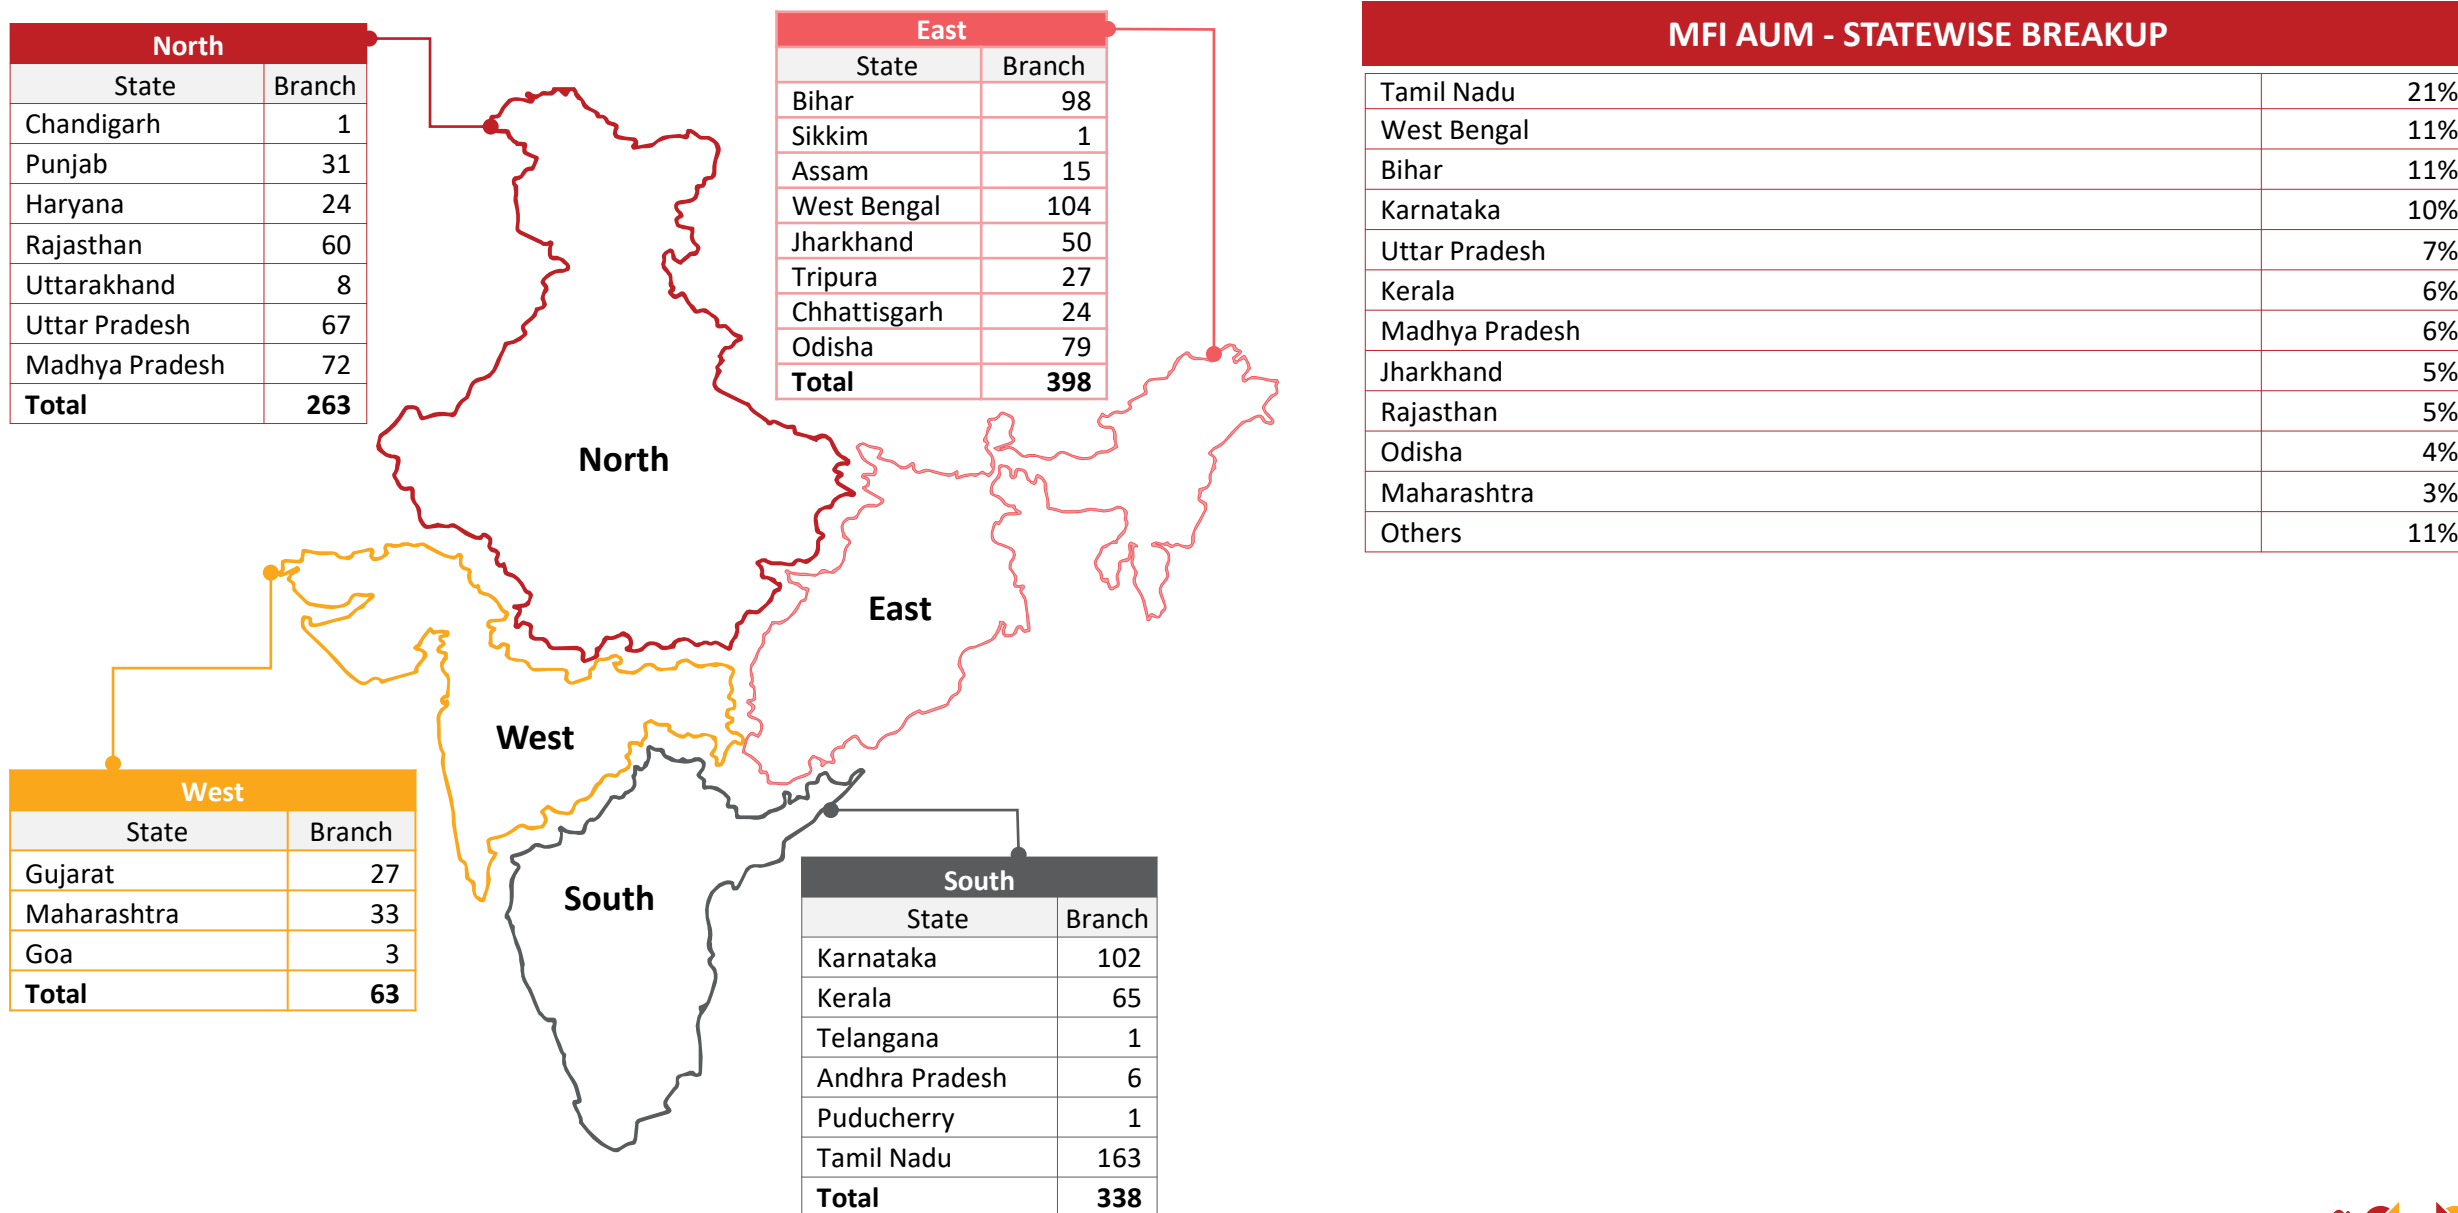 North
State Branch
Chandigarh 1
Punjab 31
Haryana 24
Rajasthan 60
Uttarakhand 8
Uttar Pradesh 67
Madhya Pradesh 72
Total 263
East
State Branch
Bihar 98
Sikkim 1
Assam 15
West Bengal 104
Jharkhand 50
Tripura 27
Chhattisgarh 24
Odisha 79
Total 398
MFI AUM - STATEWISE BREAKUP
Tamil Nadu 21%
West Bengal 11%
Bihar 11%
Karnataka 10%
Uttar Pradesh 7%
Kerala 6%
Madhya Pradesh 6%
Jharkhand 5%
Rajasthan 5%
Odisha 4%
Maharashtra 3%
Others 11%
North
East
West
South
West
State Branch
Gujarat 27
Maharashtra 33
Goa 3
Total 63
South
State Branch
Karnataka 102
Kerala 65
Telangana 1
Andhra Pradesh 6
Puducherry 1
Tamil Nadu 163
Total 338